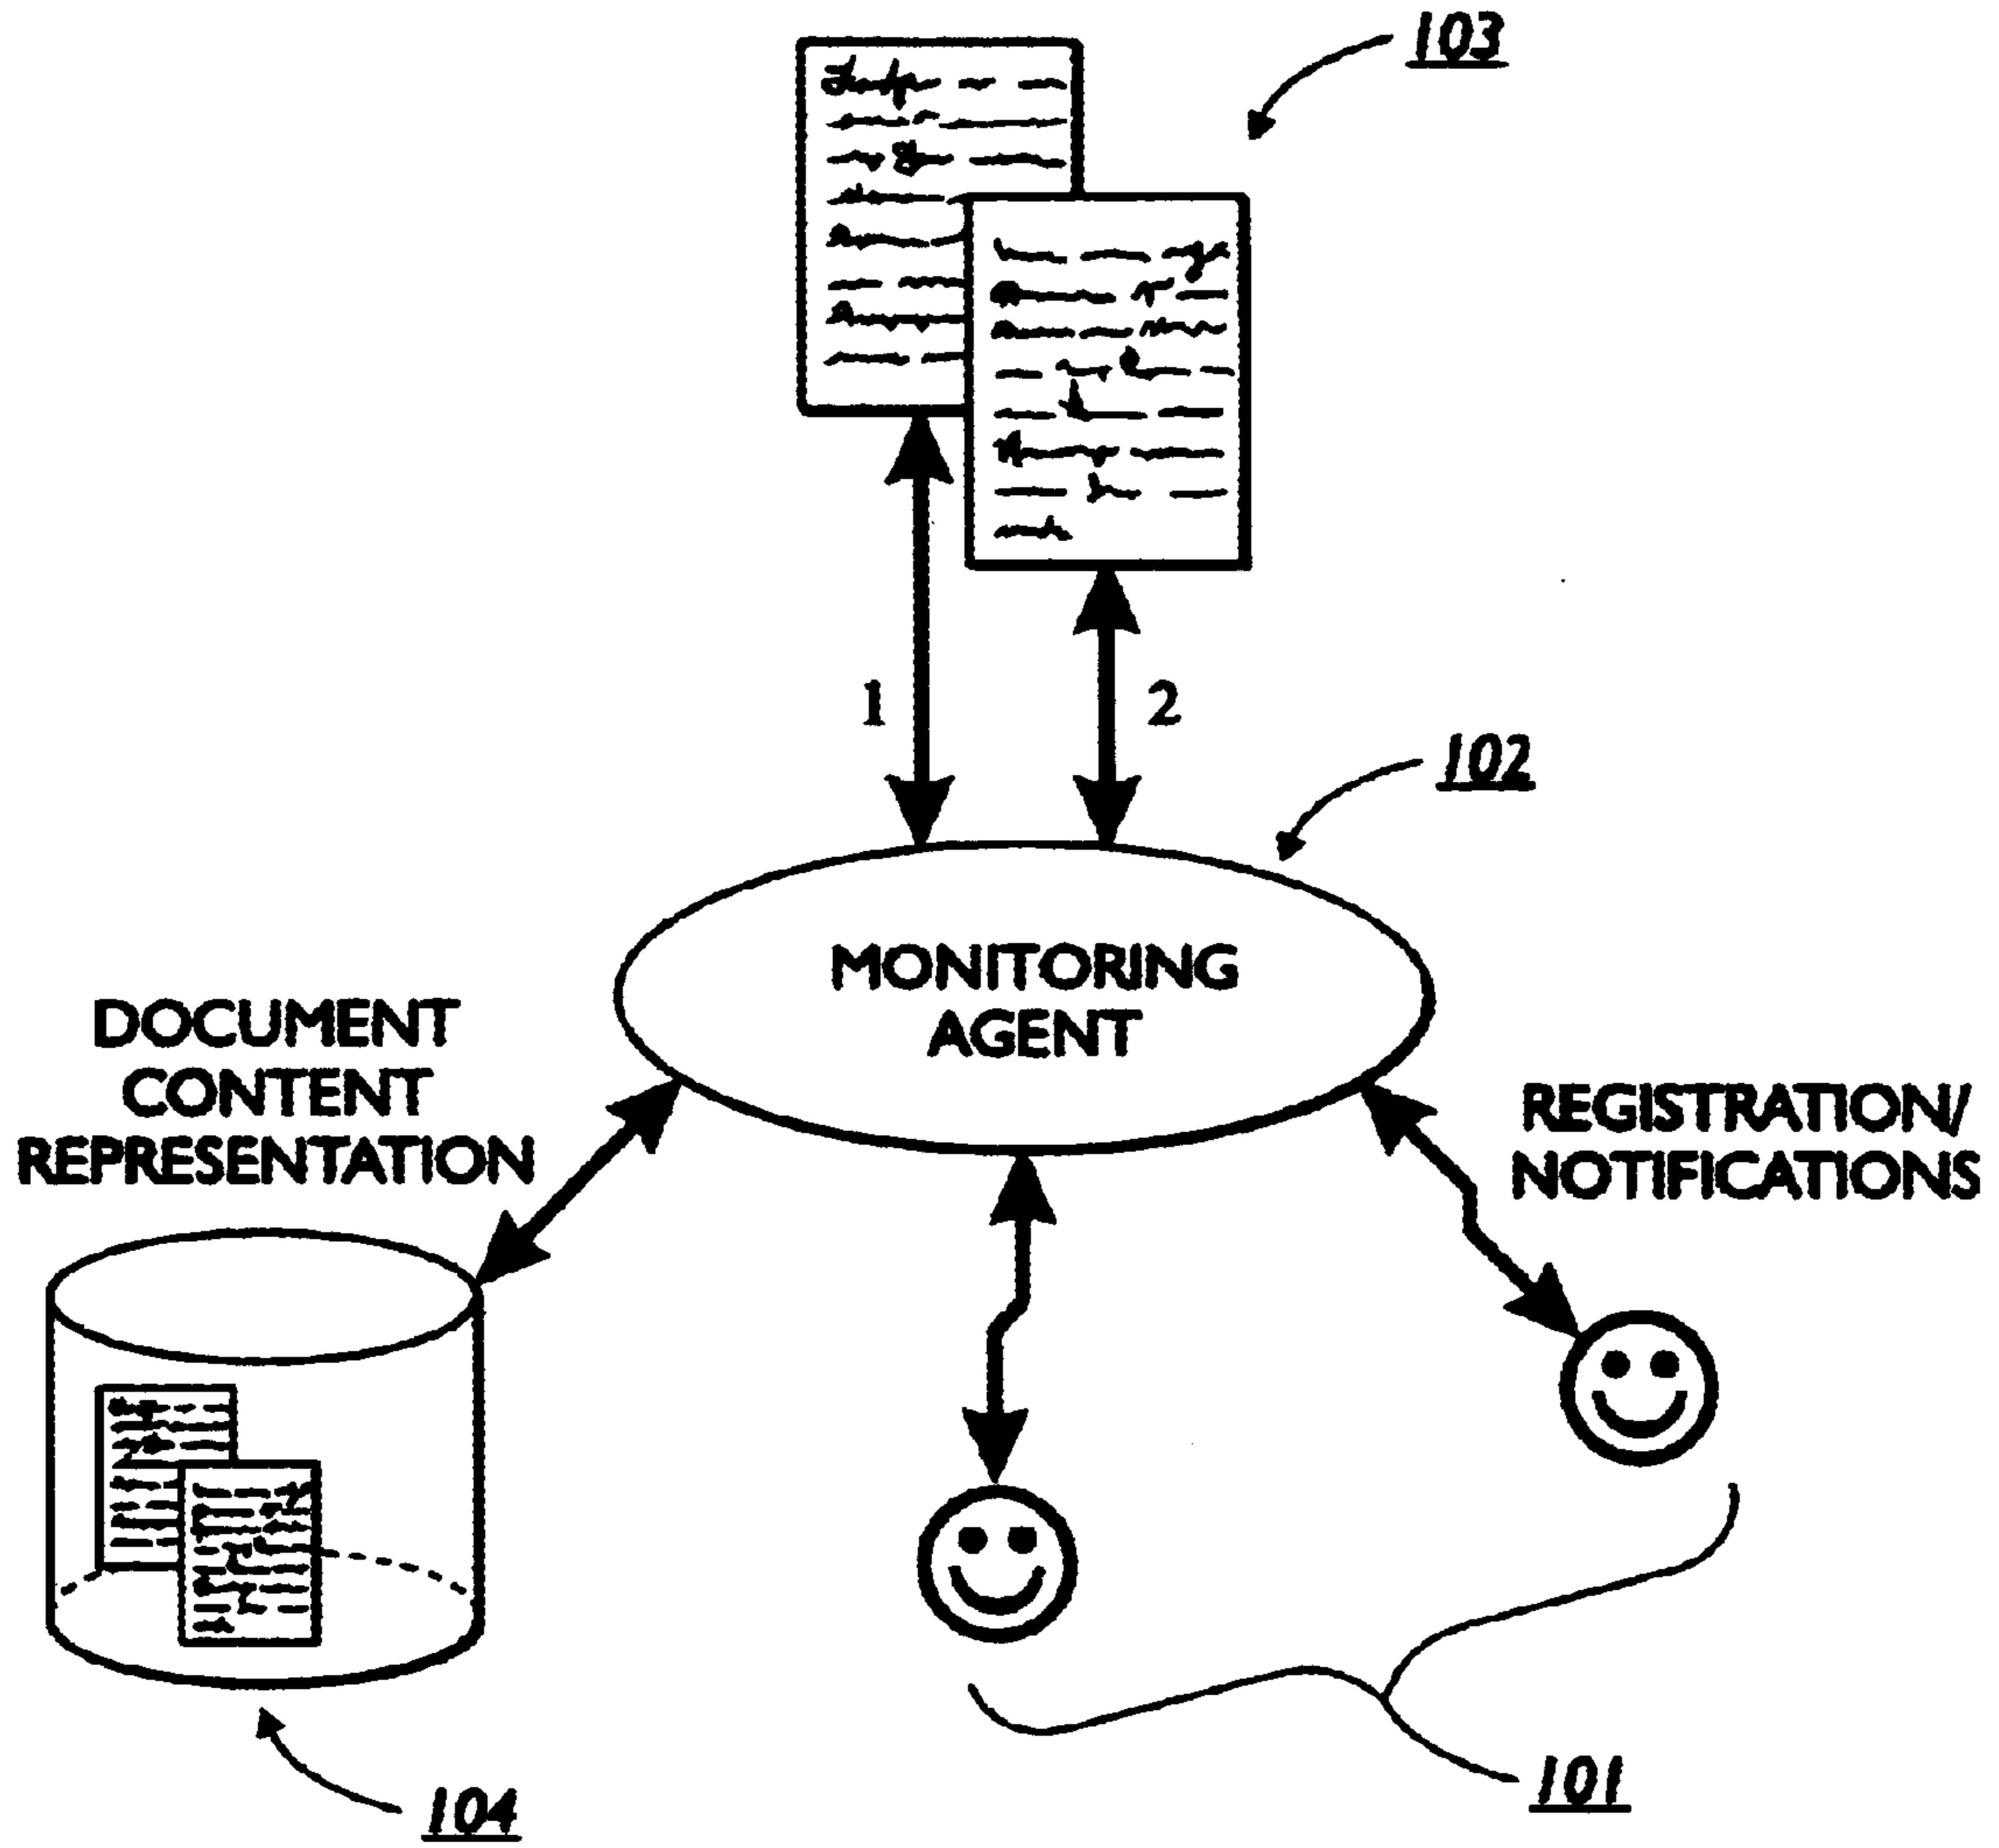 103
1
2
102
MONITORING
AGENT
DOCUMENT
CONTENT
REPRESENTATION
REGISTRATION/
NOTIFICATIONS
101
104